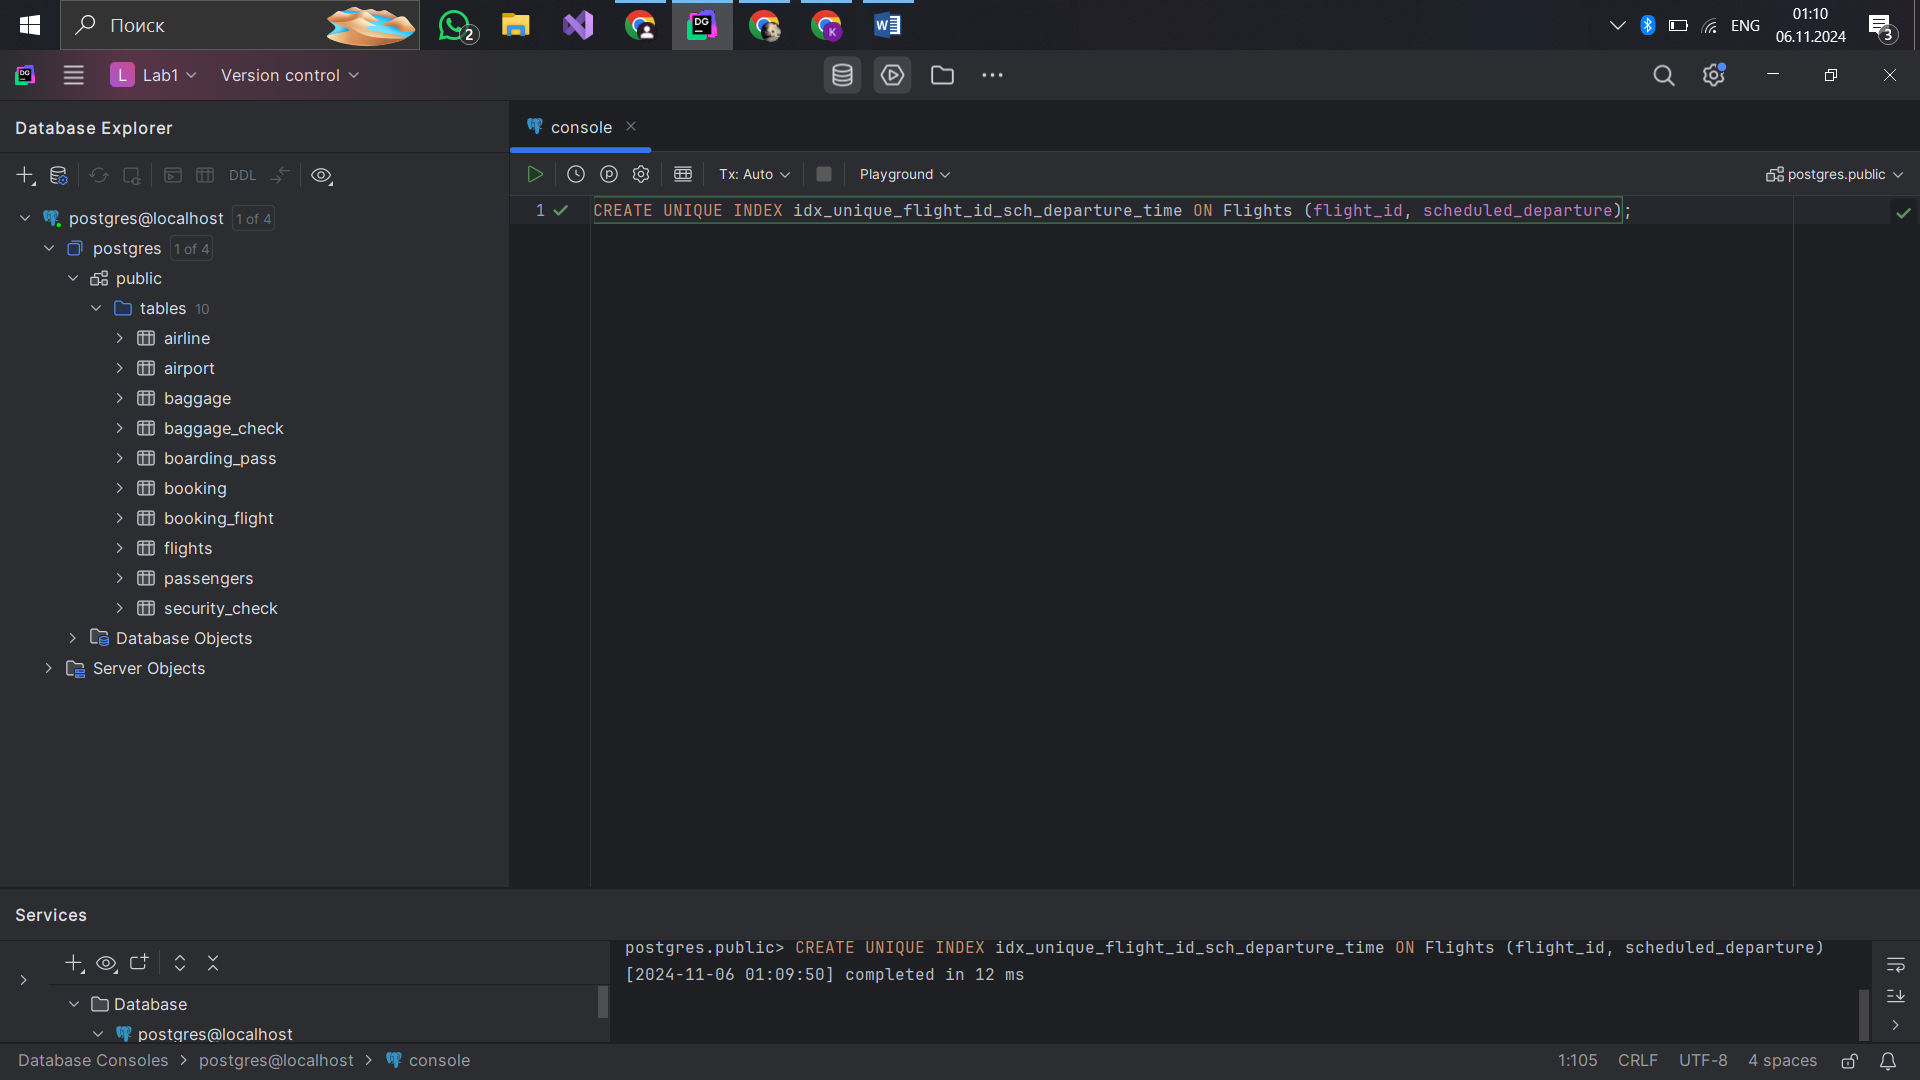 Поиск
2
DG
K
W
ENG
01:10
06.11.2024
3
DG
L Lab1
Version control
Database Explorer
console
DDL
Tx: Auto
Playground
postgres.public
postgres@localhost 1 of 4
postgres 1 of 4
public
tables 10
airline
airport
baggage
baggage_check
boarding_pass
booking
booking_flight
flights
passengers
security_check
Database Objects
Server Objects
1 CREATE UNIQUE INDEX idx_unique_flight_id_sch_departure_time ON Flights (flight_id, scheduled_departure);
Services
Database
postgres@localhost
postgres.public> CREATE UNIQUE INDEX idx_unique_flight_id_sch_departure_time ON Flights (flight_id, scheduled_departure)
[2024-11-06 01:09:50] completed in 12 ms
Database Consoles > postgres@localhost > console
1:105 CRLF UTF-8 4 spaces